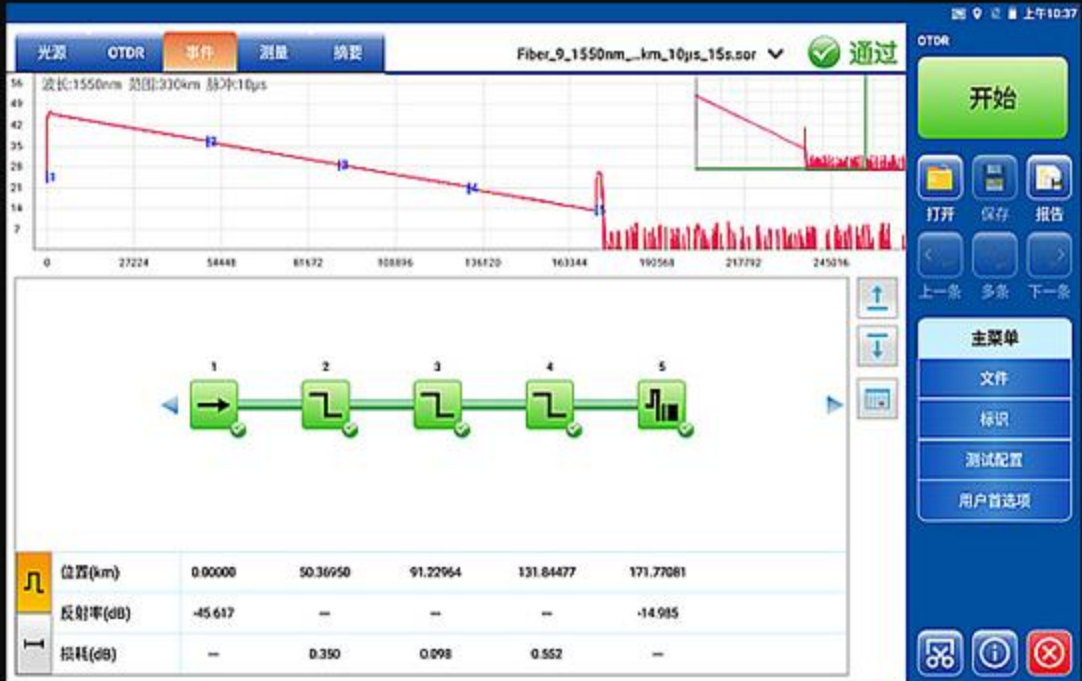 上午10:37
光源 OTDR 事件 测量 摘要 Fiber_9_1550nm_...km_10µs_15s.sor 通过
OTDR
开始
波长:1550nm 范围:330km 脉冲:10µs
56
49
42
35
28
21
14
7
1 2 3 4
0 27224 54448 81672 108896 136120 163344 190568 217792 245016
打开 保存 报告
上一条 多条 下一条
主菜单
文件
标识
测试配置
用户首选项
1 2 3 4 5
位置(km) 0.00000 50.36950 91.22964 131.84477 171.77081
反射率(dB) -45.617 --- --- --- -14.985
损耗(dB) --- 0.350 0.098 0.552 ---